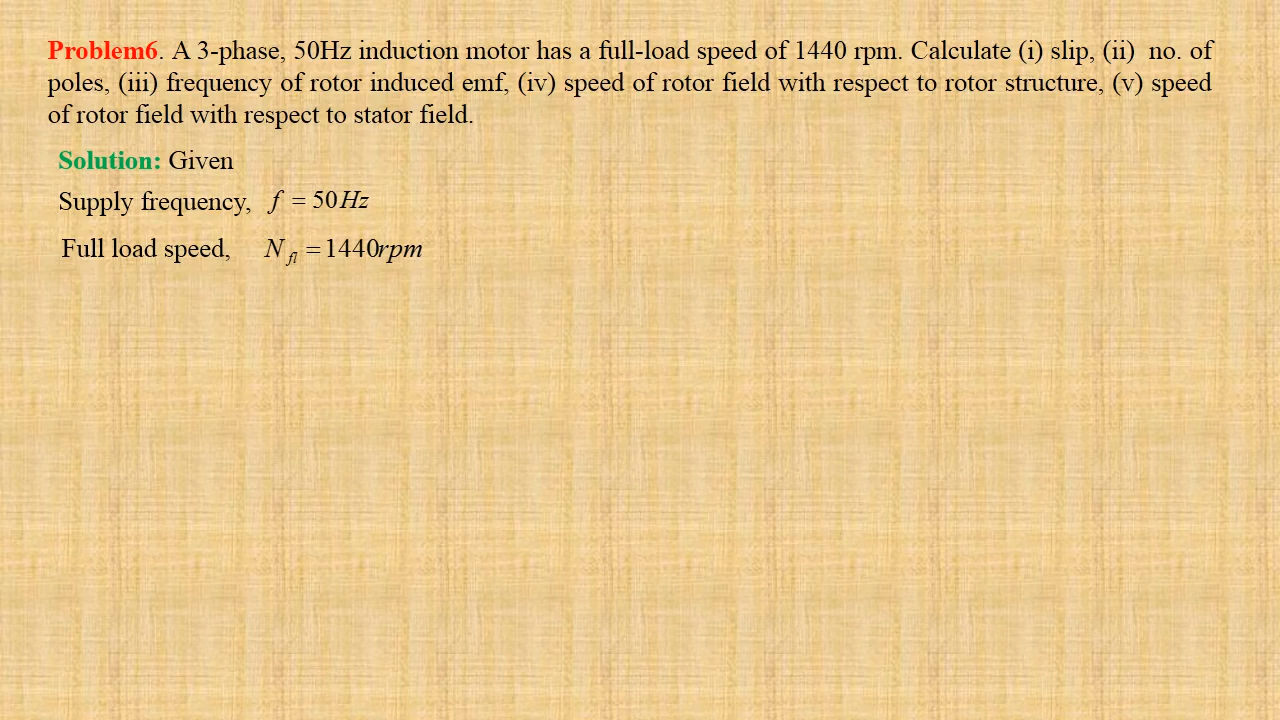 Problem6. A 3-phase, 50Hz induction motor has a full-load speed of 1440 rpm. Calculate (i) slip, (ii) no. of
poles, (iii) frequency of rotor induced emf, (iv) speed of rotor field with respect to rotor structure, (v) speed
of rotor field with respect to stator field.
Solution: Given
Supply frequency, f = 50Hz
Full load speed, N_fl = 1440rpm